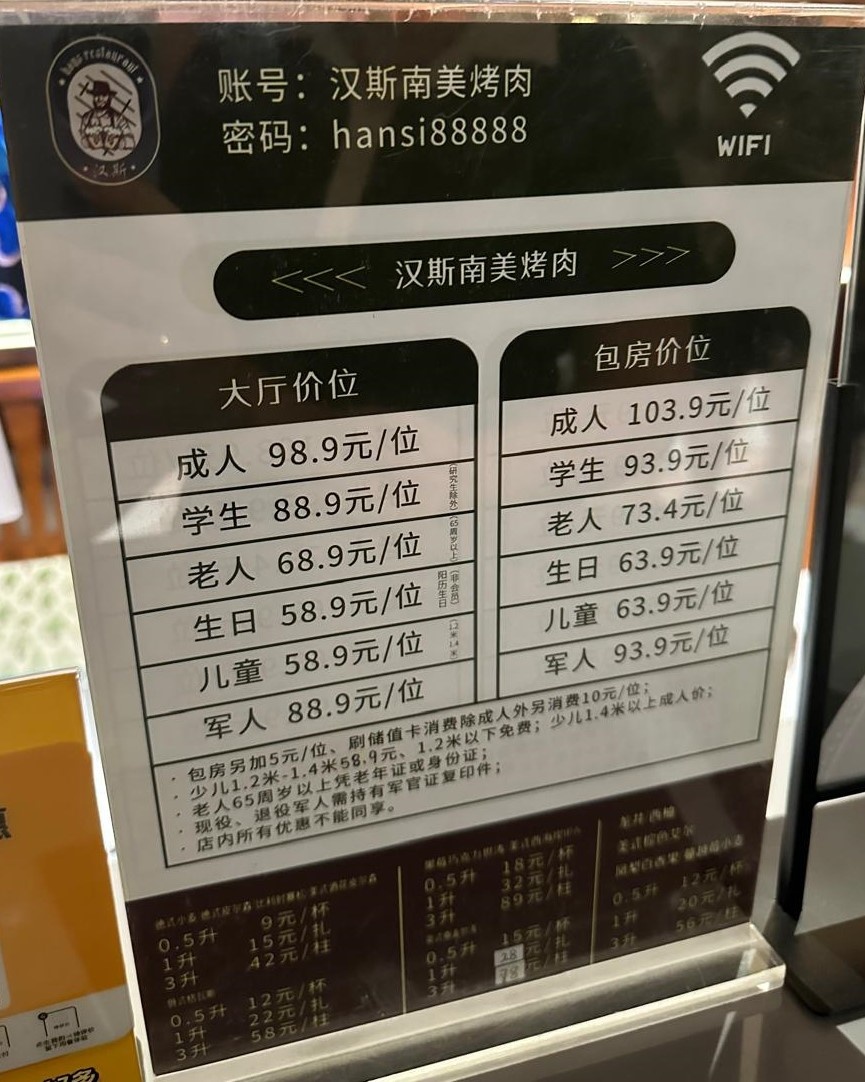 hans restaurant
汉斯
账号：汉斯南美烤肉
密码：hansi88888
WIFI
<<< 汉斯南美烤肉 >>>
大厅价位
成人 98.9元/位
学生 88.9元/位 (研究生除外)
老人 68.9元/位 (65周岁以上)
生日 58.9元/位 (非会员) 阳历生日
儿童 58.9元/位
军人 88.9元/位
包房价位
成人 103.9元/位
学生 93.9元/位
老人 73.4元/位
生日 63.9元/位
儿童 63.9元/位
军人 93.9元/位
· 包房另加5元/位、刷储值卡消费除成人外另消费10元/位；
· 少儿1.2米-1.4米58.9元、1.2米以下免费；少儿1.4米以上成人价；
· 老人65周岁以上凭老年证或身份证；
· 现役、退役军人需持有军官证复印件；
· 店内所有优惠不能同享。
0.5升 9元/杯
1升 15元/扎
3升 42元/柱
0.5升 12元/杯
1升 22元/扎
3升 58元/柱
0.5升 18元/杯
1升 32元/扎
3升 89元/柱
0.5升 15元/杯
1升 28元/扎
3升 78元/柱
0.5升 12元/杯
1升 20元/扎
3升 56元/柱